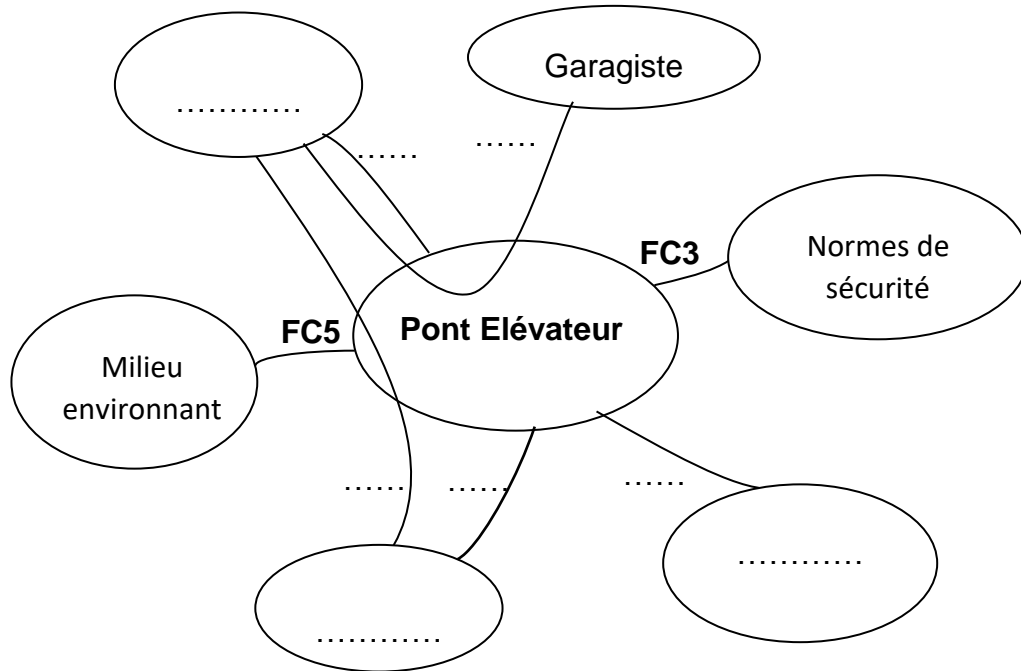 Garagiste
…………
……
……
FC3
Normes de
sécurité
FC5
Pont Elévateur
Milieu
environnant
……
……
……
…………
…………